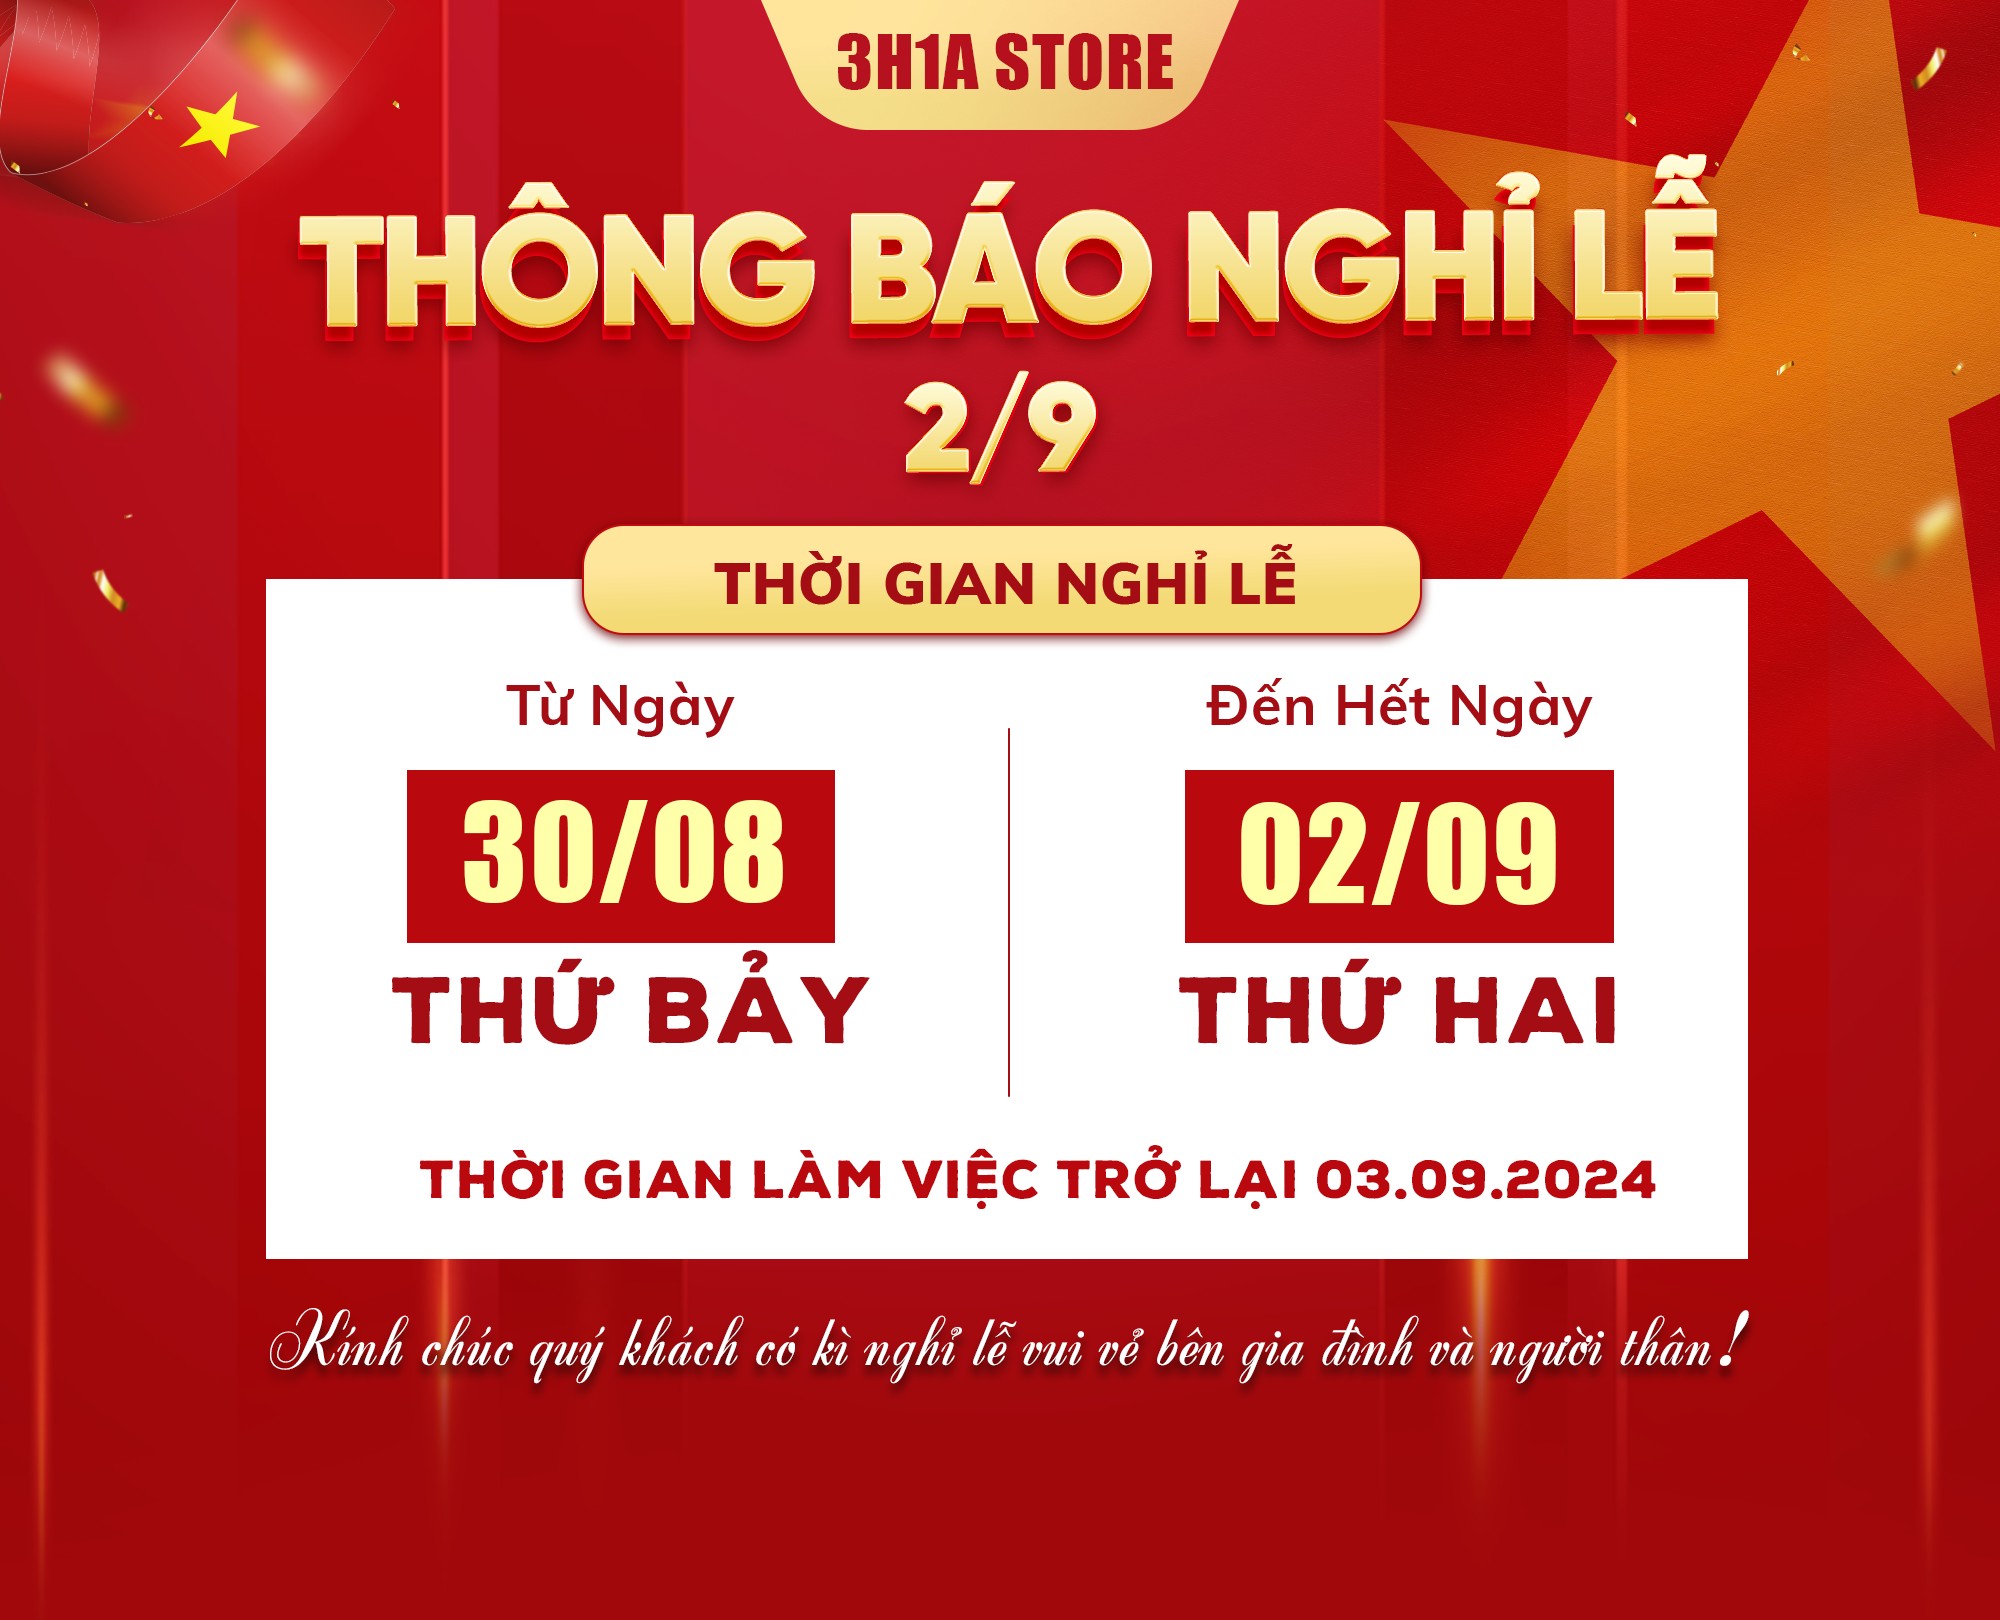 3H1A STORE
THÔNG BÁO NGHỈ LỄ
2/9
THỜI GIAN NGHỈ LỄ
Từ Ngày
30/08
THỨ BẢY
Đến Hết Ngày
02/09
THỨ HAI
THỜI GIAN LÀM VIỆC TRỞ LẠI 03.09.2024
Kính chúc quý khách có kì nghỉ lễ vui vẻ bên gia đình và người thân!